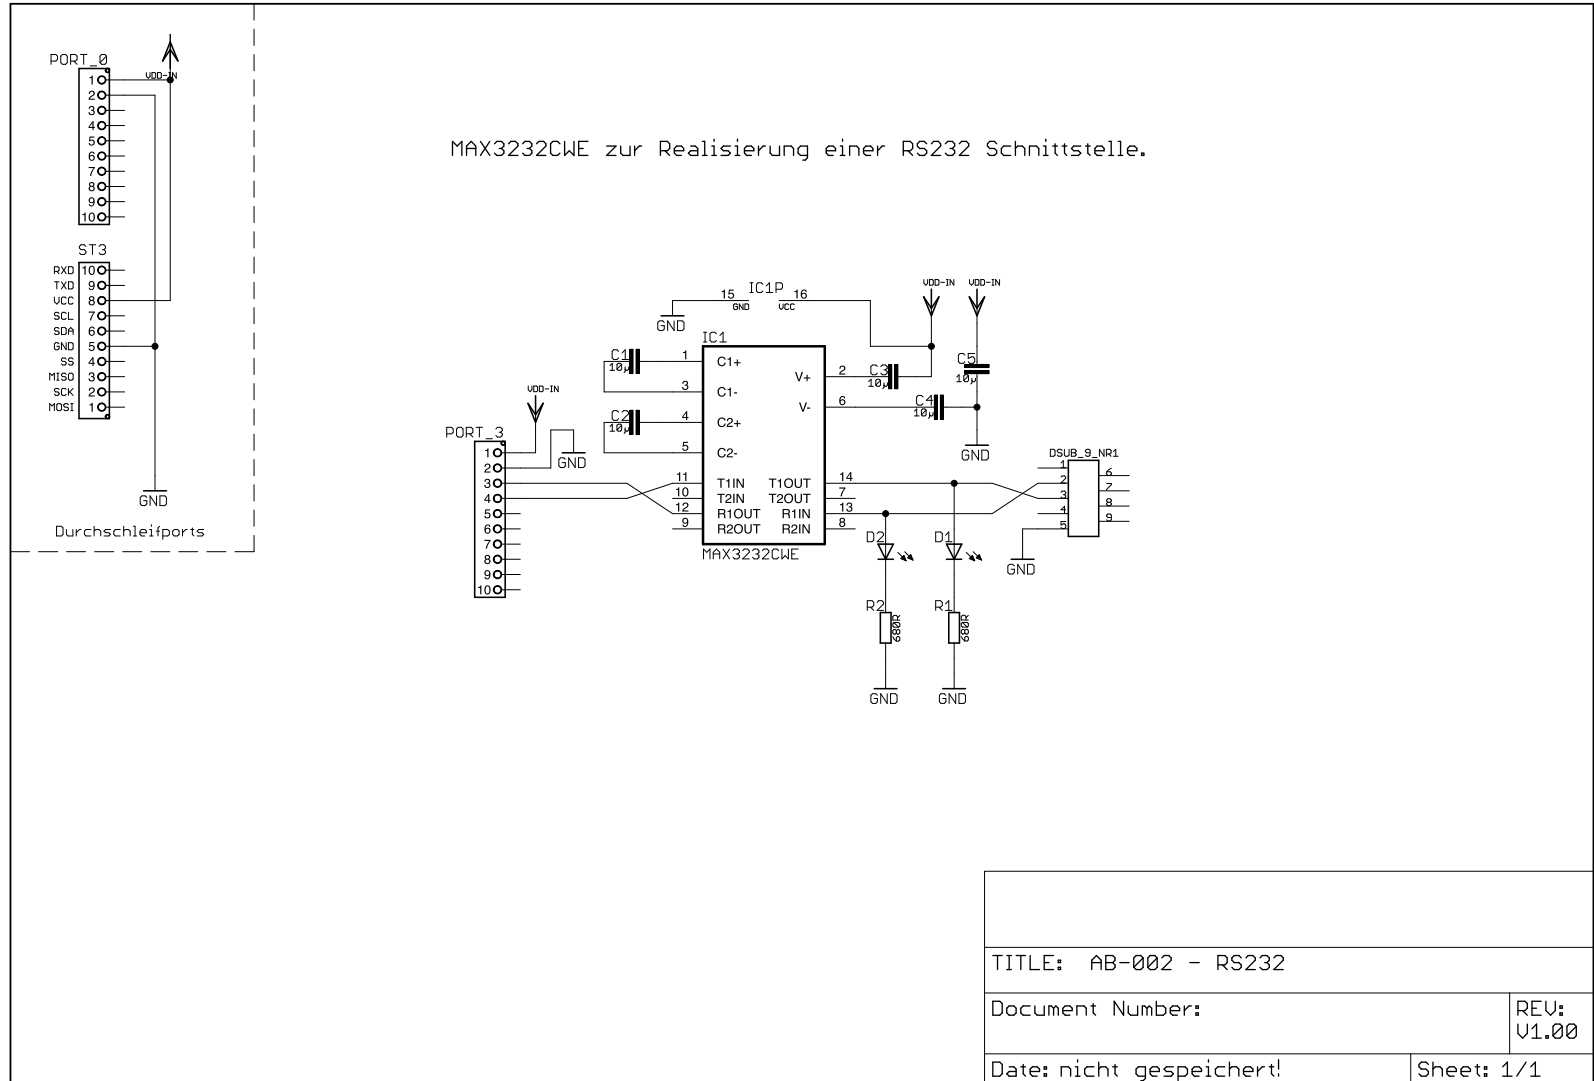 PORT_0
VDD-IN
1
2
3
4
5
6
7
8
9
10
ST3
RXD 10
TXD 9
VCC 8
SCL 7
SDA 6
GND 5
SS 4
MISO 3
SCK 2
MOSI 1
GND
Durchschleifports
MAX3232CWE zur Realisierung einer RS232 Schnittstelle.
15 IC1P 16
GND VCC
GND
VDD-IN VDD-IN
IC1
C1 10µ
1 C1+
3 C1-
C2 10µ
4 C2+
5 C2-
V+ 2
C3 10µ
V- 6
C4 10µ
C5 10µ
GND
VDD-IN
GND
PORT_3
1
2
3
4
5
6
7
8
9
10
11 T1IN T1OUT 14
10 T2IN T2OUT 7
12 R1OUT R1IN 13
9 R2OUT R2IN 8
MAX3232CWE
DSUB_9_NR1
1
6
2
7
3
8
4
9
5
GND
D2 D1
R2 680R
R1 680R
GND GND
TITLE: AB-002 - RS232
Document Number:
REV:
V1.00
Date: nicht gespeichert!
Sheet: 1/1